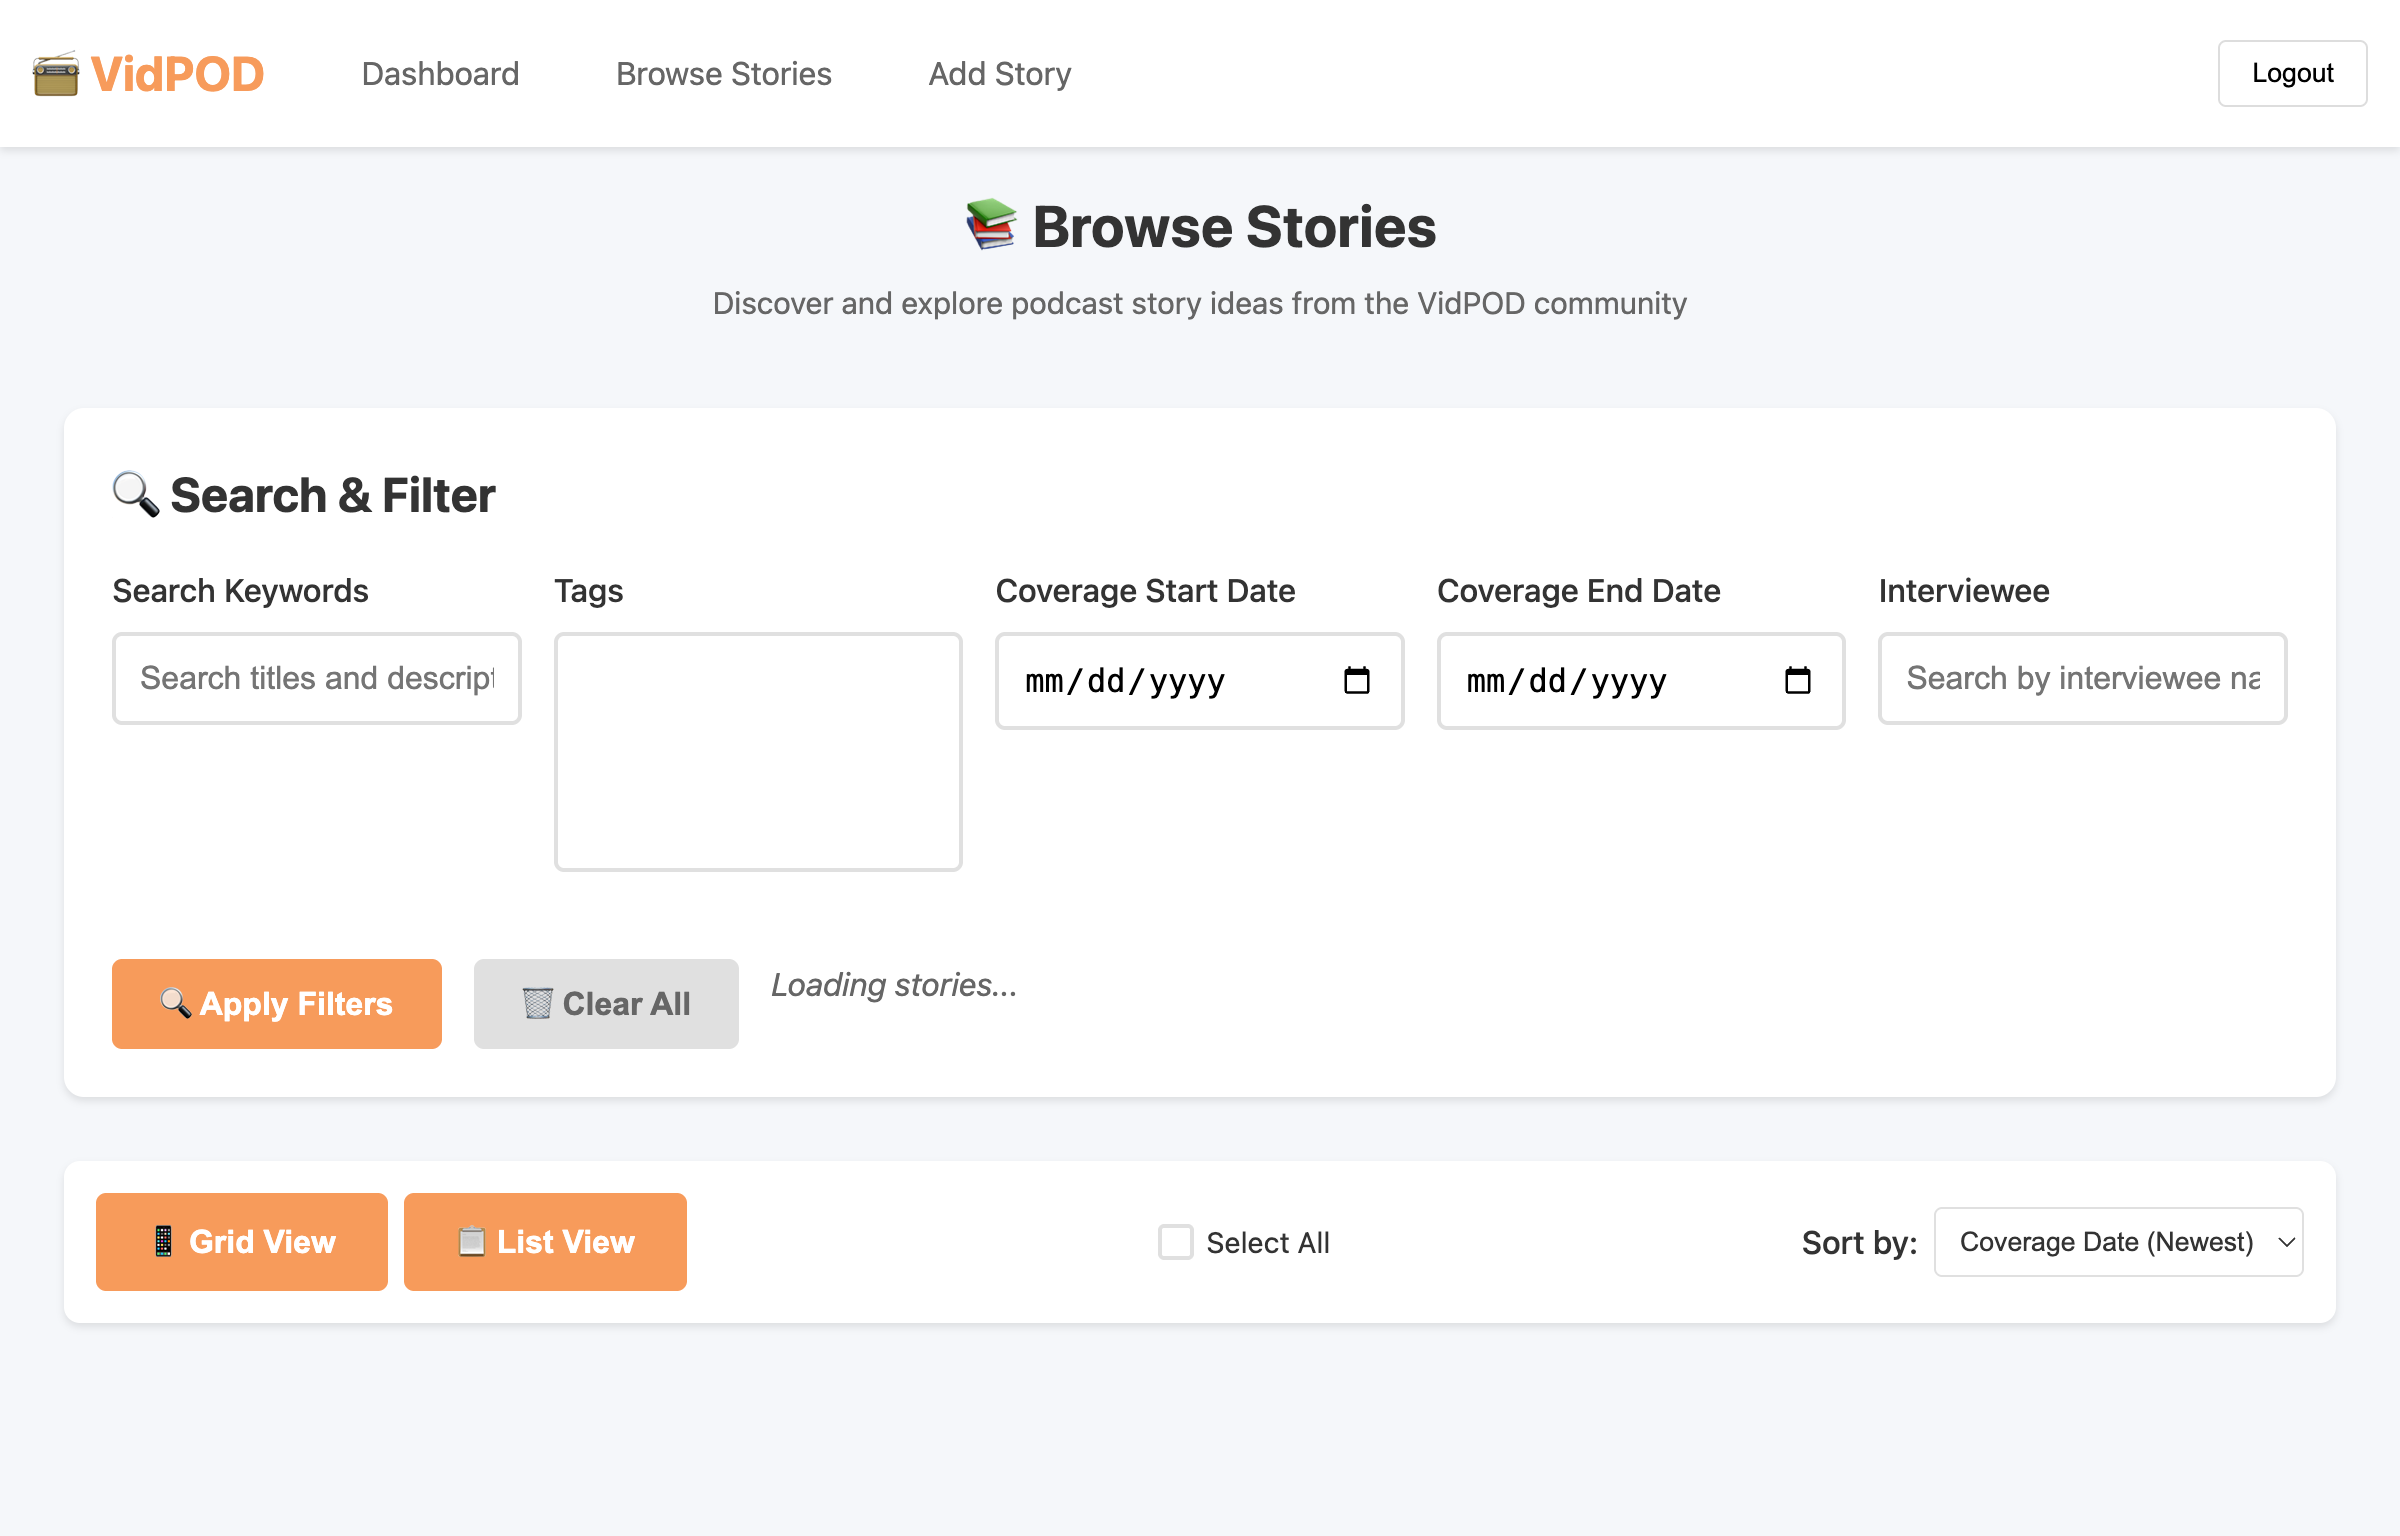 VidPOD
Dashboard
Browse Stories
Add Story
Logout
Browse Stories
Discover and explore podcast story ideas from the VidPOD community
Search & Filter
Search Keywords
Tags
Coverage Start Date
Coverage End Date
Interviewee
Search titles and descript
mm/dd/yyyy
mm/dd/yyyy
Search by interviewee na
Apply Filters
Clear All
Loading stories...
Grid View
List View
Select All
Sort by:
Coverage Date (Newest)